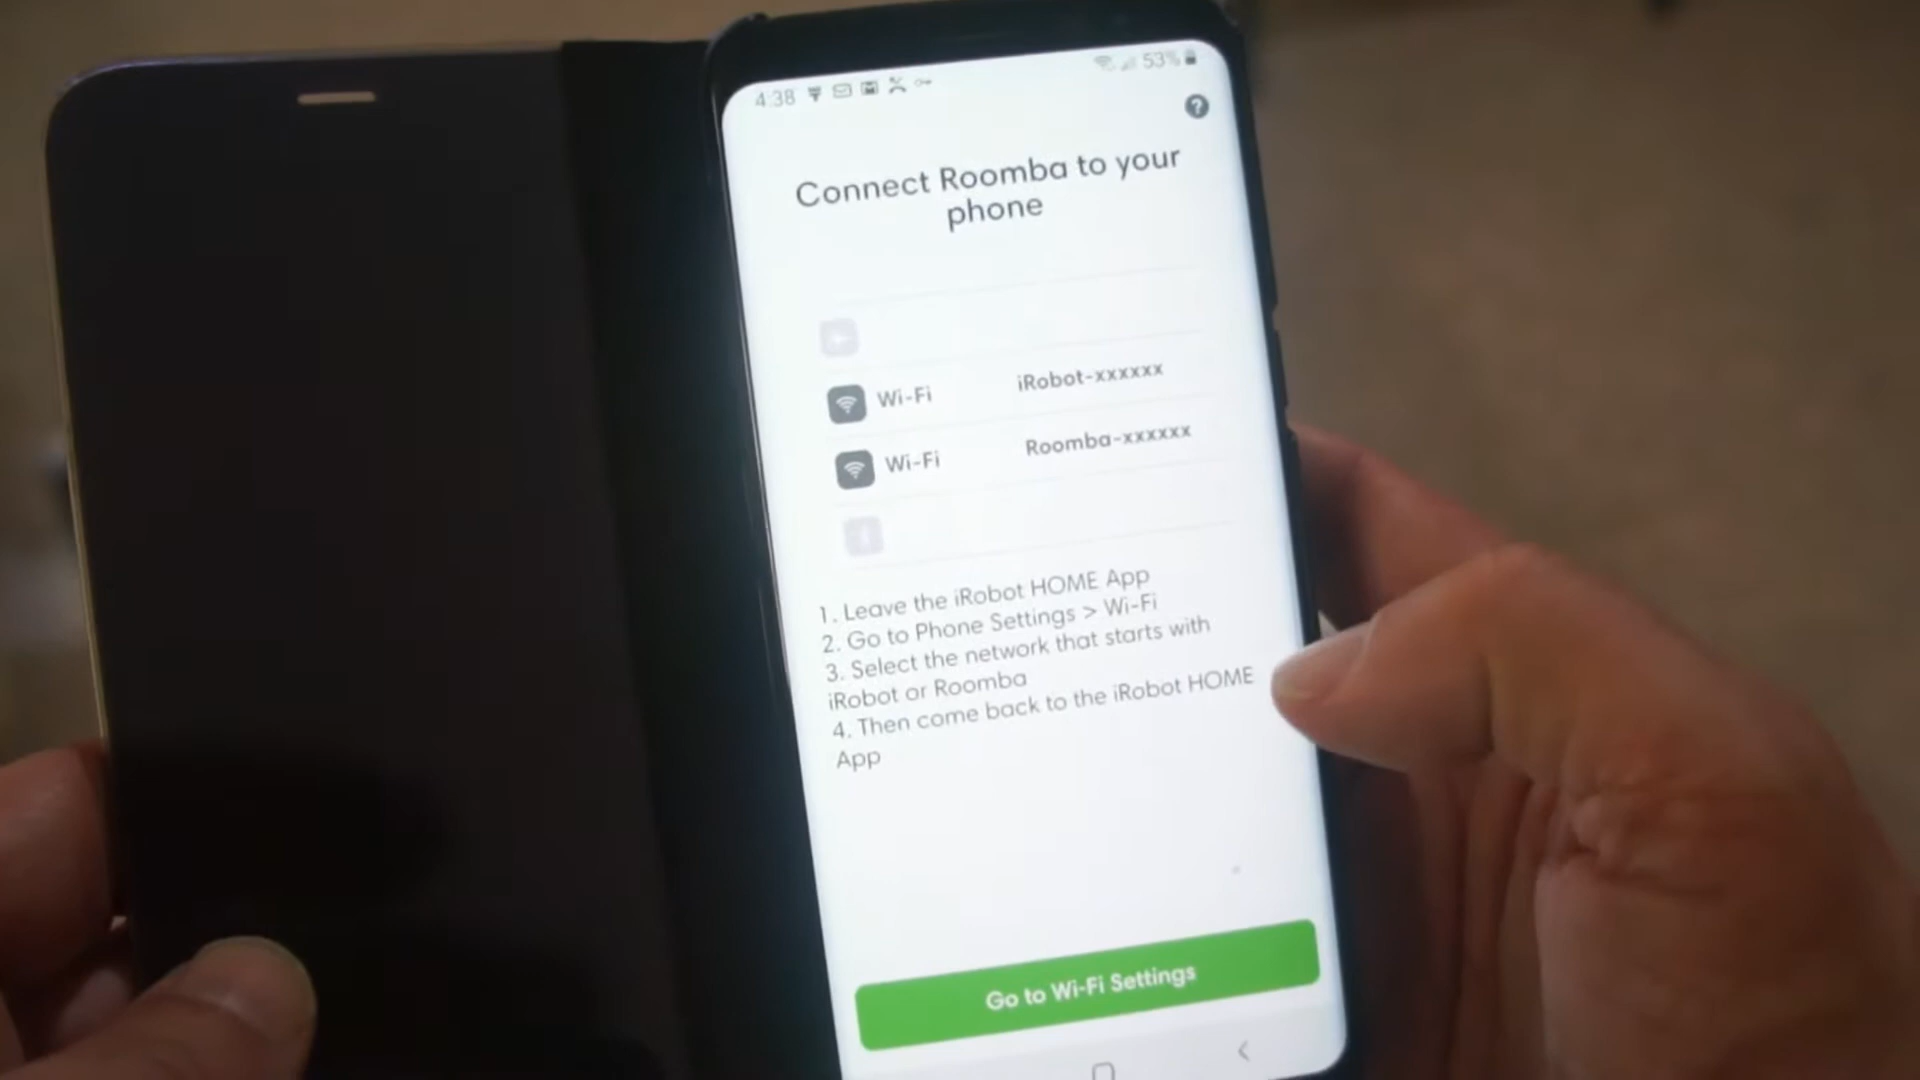 4:38 53%
?
Connect Roomba to your
phone
Wi-Fi iRobot-xxxxxx
Wi-Fi Roomba-xxxxxx
1. Leave the iRobot HOME App
2. Go to Phone Settings > Wi-Fi
3. Select the network that starts with
iRobot or Roomba
4. Then come back to the iRobot HOME
App
Go to Wi-Fi Settings